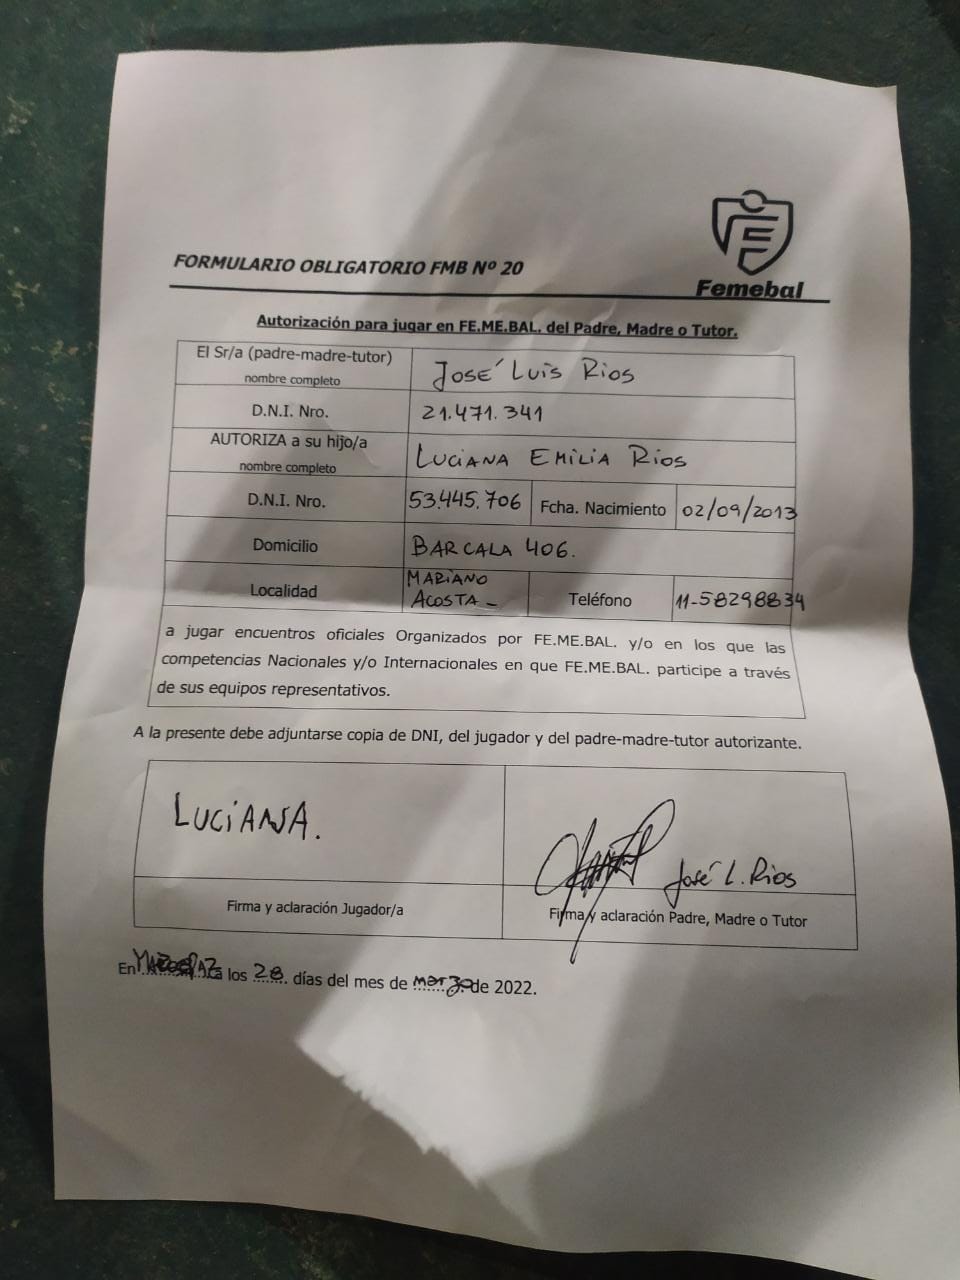 Femebal
FORMULARIO OBLIGATORIO FMB Nº 20
Autorización para jugar en FE.ME.BAL. del Padre, Madre o Tutor.
El Sr/a (padre-madre-tutor)
nombre completo
José Luis Rios
D.N.I. Nro.
21.471.341
AUTORIZA a su hijo/a
nombre completo
LUCIANA EMILIA Rios
D.N.I. Nro.
53.445.706
Fcha. Nacimiento
02/09/2013
Domicilio
BARCALA 406.
Localidad
MARIANO
ACOSTA -
Teléfono
11-58298834
a jugar encuentros oficiales Organizados por FE.ME.BAL. y/o en los que las
competencias Nacionales y/o Internacionales en que FE.ME.BAL. participe a través
de sus equipos representativos.
A la presente debe adjuntarse copia de DNI, del jugador y del padre-madre-tutor autorizante.
LUCIANA.
José L. Rios
Firma y aclaración Jugador/a
Firma y aclaración Padre, Madre o Tutor
En a los 28 días del mes de marzo de 2022.